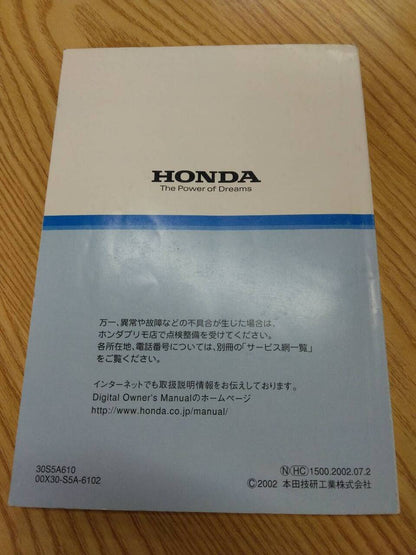 HONDA
The Power of Dreams
万一、異常や故障などの不具合が生じた場合は、
ホンダプリモ店で点検整備を受けてください。
各所在地、電話番号については、別冊の「サービス網一覧」
をご覧ください。
インターネットでも取扱説明情報をお伝えしております。
Digital Owner's Manualのホームページ
http://www.honda.co.jp/manual/
30S5A610
00X30-S5A-6102
Ⓝ HC 1500.2002.07.2
©2002 本田技研工業株式会社